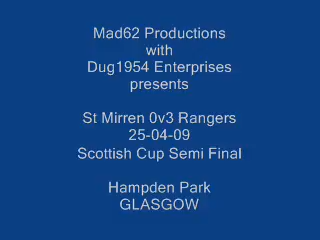 Mad62 Productions
with
Dug1954 Enterprises
presents
St Mirren 0v3 Rangers
25-04-09
Scottish Cup Semi Final
Hampden Park
GLASGOW